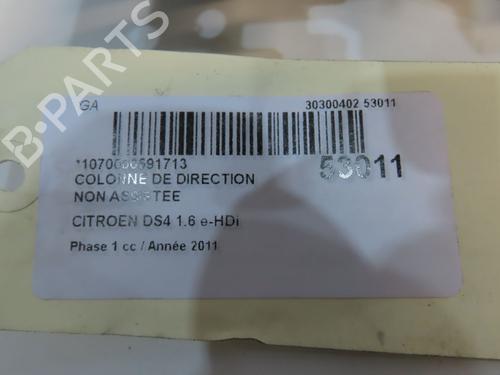 B-PARTS
GA
30300402 53011
*1070000591713
53011
COLONNE DE DIRECTION
NON ASSISTEE
CITROEN DS4 1.6 e-HDi
Phase 1 cc / Année 2011